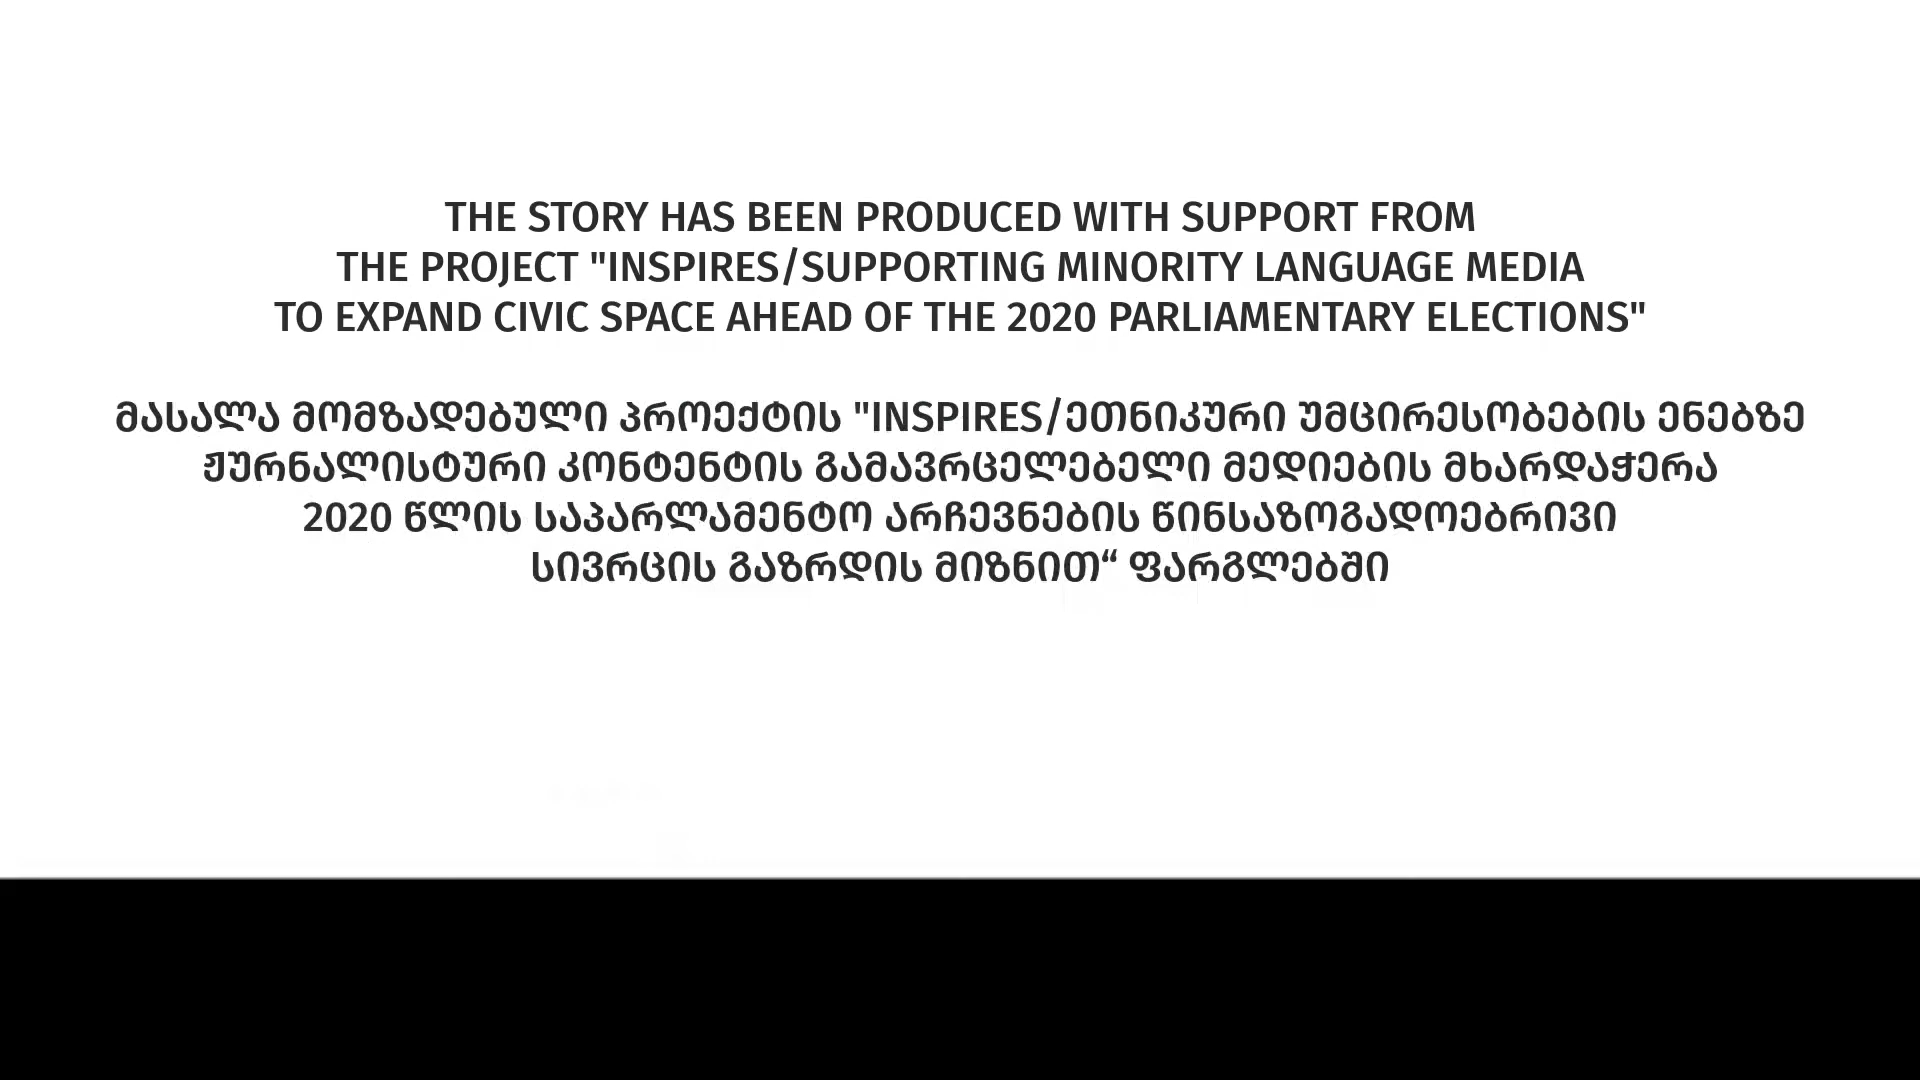 THE STORY HAS BEEN PRODUCED WITH SUPPORT FROM
THE PROJECT "INSPIRES/SUPPORTING MINORITY LANGUAGE MEDIA
TO EXPAND CIVIC SPACE AHEAD OF THE 2020 PARLIAMENTARY ELECTIONS"
მასალა მომზადებული პროექტის "INSPIRES/ეთნიკური უმცირესობების ენებზე
ჟურნალისტური კონტენტის გამავრცელებელი მედიების მხარდაჭერა
2020 წლის საპარლამენტო არჩევნების წინსაზოგადოებრივი
სივრცის გაზრდის მიზნით“ ფარგლებში